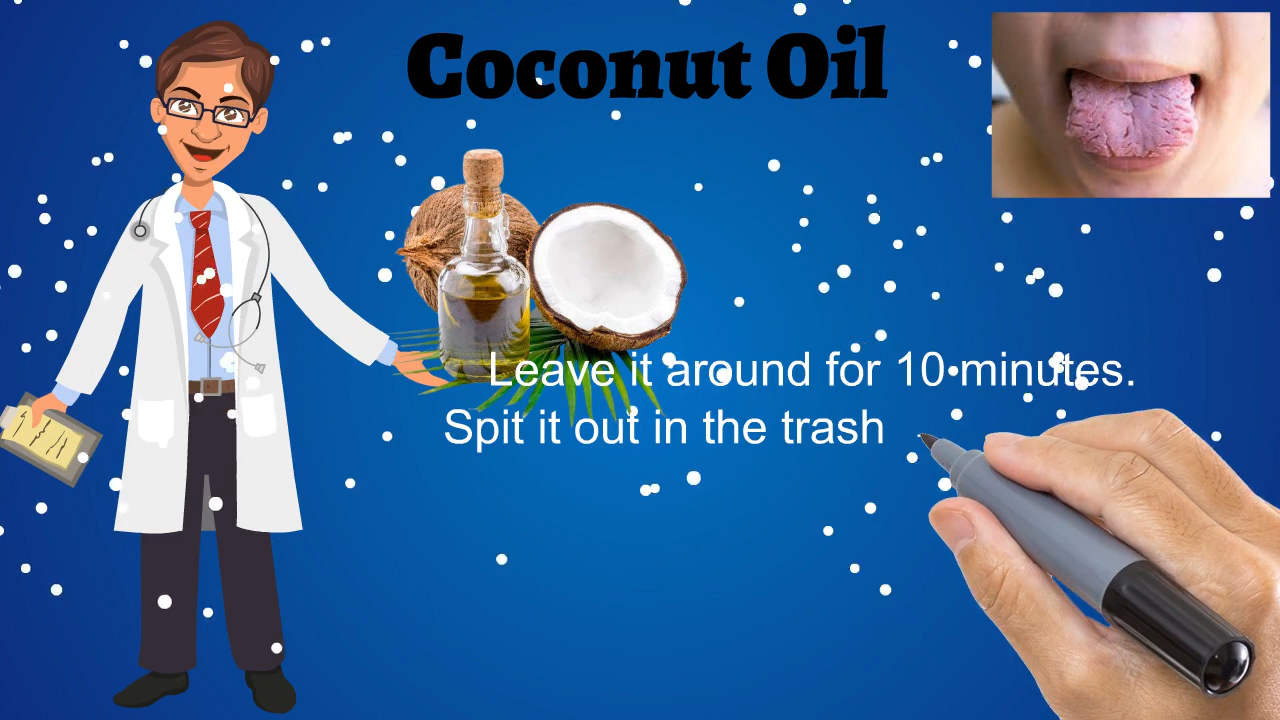 Coconut Oil
Leave it around for 10 minutes.
Spit it out in the trash